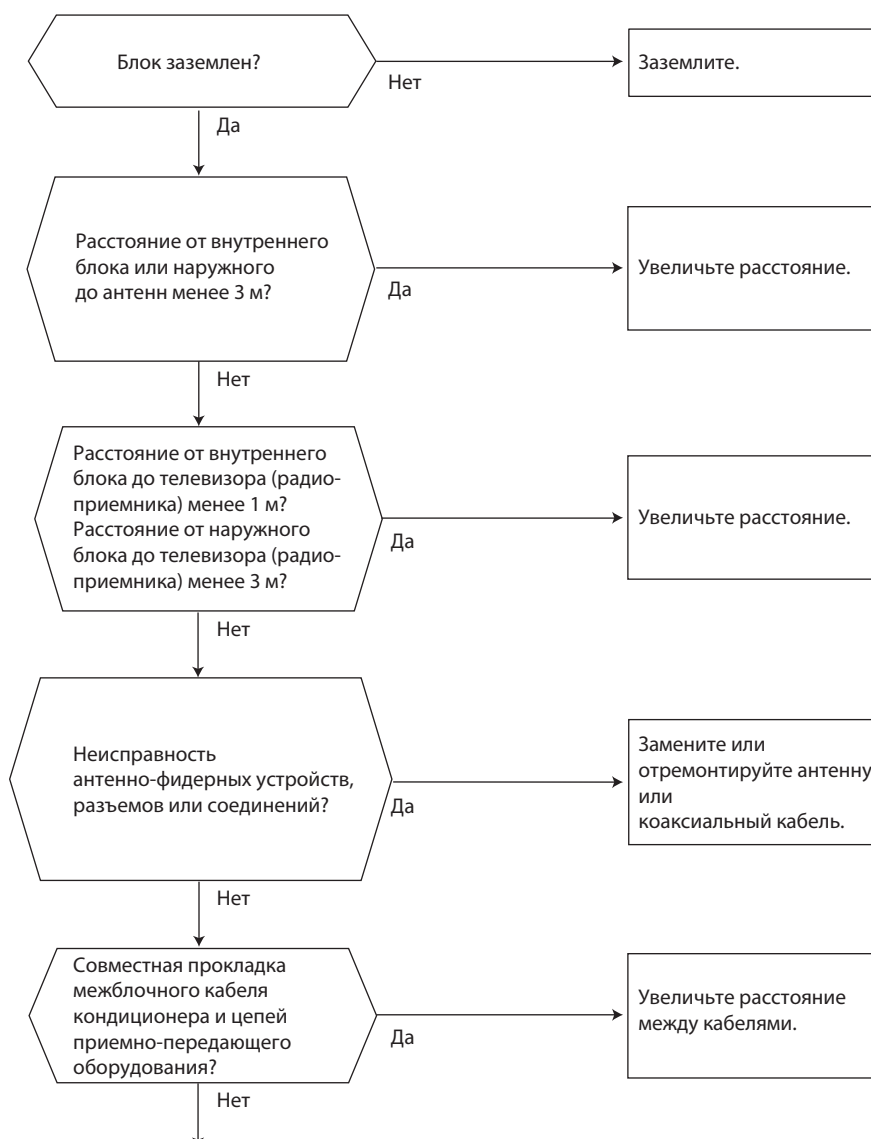 Блок заземлен?
Нет
Заземлите.
Да
Расстояние от внутреннего
блока или наружного
до антенн менее 3 м?
Да
Увеличьте расстояние.
Нет
Расстояние от внутреннего
блока до телевизора (радио-
приемника) менее 1 м?
Расстояние от наружного
блока до телевизора (радио-
приемника) менее 3 м?
Да
Увеличьте расстояние.
Нет
Неисправность
антенно-фидерных устройств,
разъемов или соединений?
Да
Замените или
отремонтируйте антенну
или
коаксиальный кабель.
Нет
Совместная прокладка
межблочного кабеля
кондиционера и цепей
приемно-передающего
оборудования?
Да
Увеличьте расстояние
между кабелями.
Нет